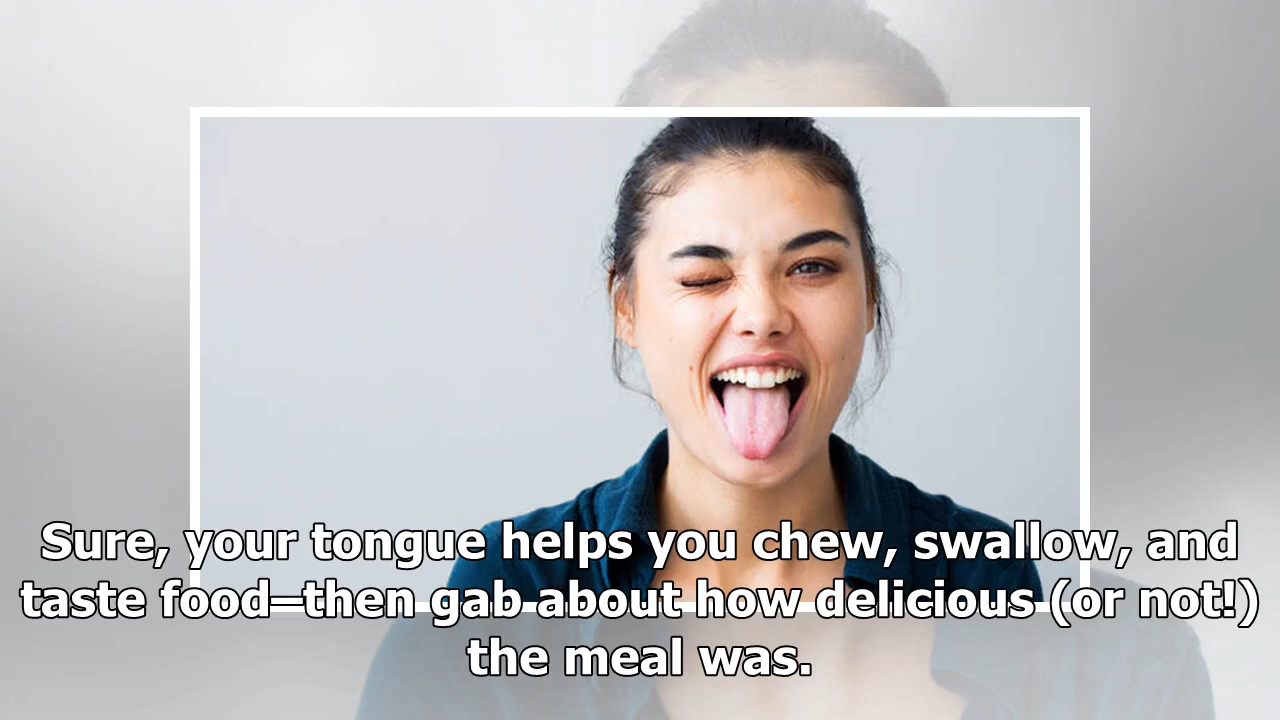 Sure, your tongue helps you chew, swallow, and
taste food—then gab about how delicious (or not!)
the meal was.